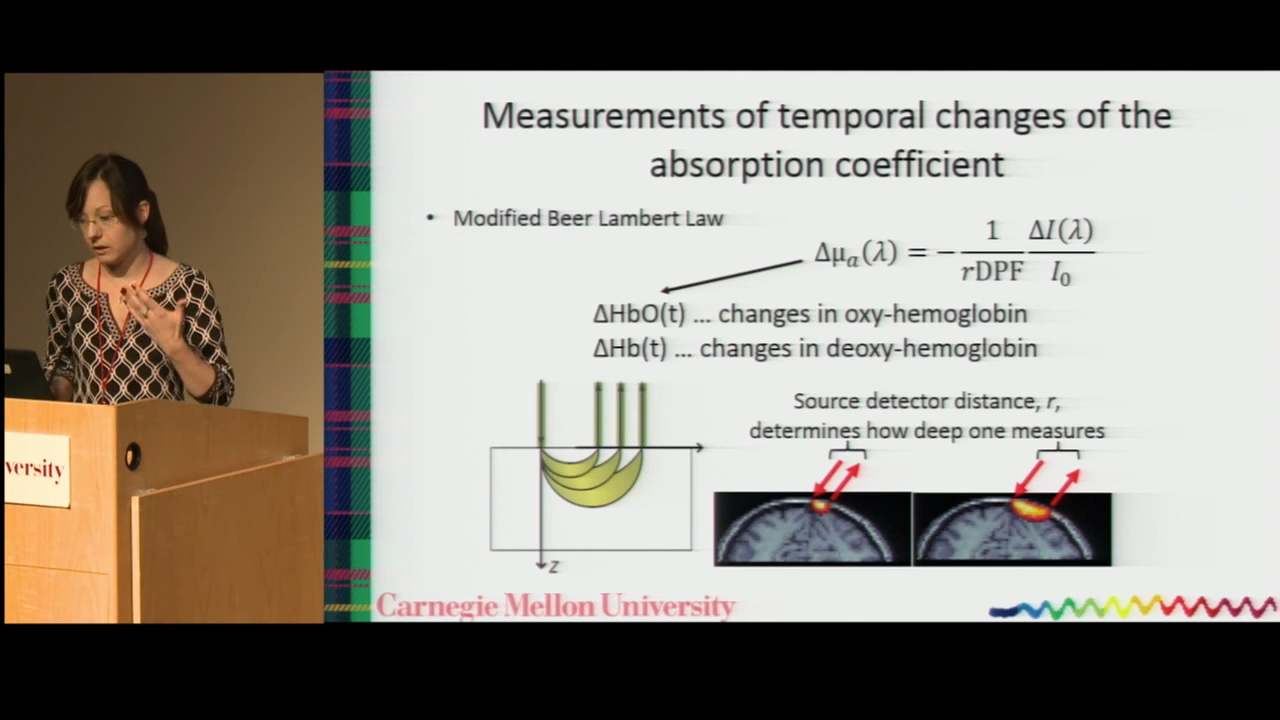 Measurements of temporal changes of the
absorption coefficient
• Modified Beer Lambert Law
Δμₐ(λ) = − 1/rDPF ΔI(λ)/I₀
ΔHbO(t) ... changes in oxy-hemoglobin
ΔHb(t) ... changes in deoxy-hemoglobin
Source detector distance, r,
determines how deep one measures
z
versity
Carnegie Mellon University